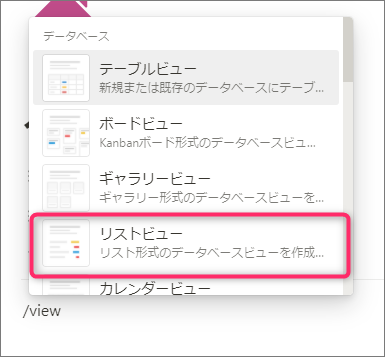 データベース
テーブルビュー
新規または既存のデータベースにテーブ...
ボードビュー
Kanbanボード形式のデータベースビュ...
ギャラリービュー
ギャラリー形式のデータベースビューを...
リストビュー
リスト形式のデータベースビューを作成...
カレンダービュー
/view